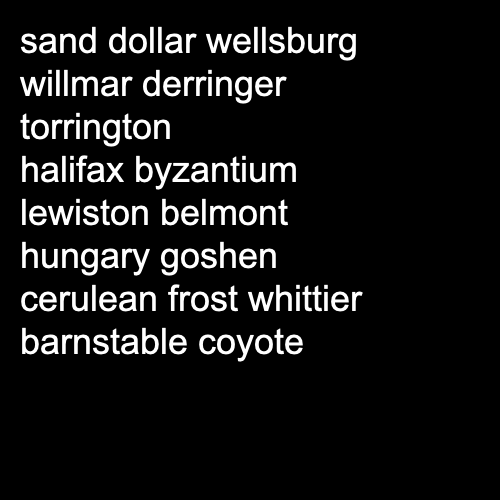 sand dollar wellsburg
willmar derringer
torrington
halifax byzantium
lewiston belmont
hungary goshen
cerulean frost whittier
barnstable coyote